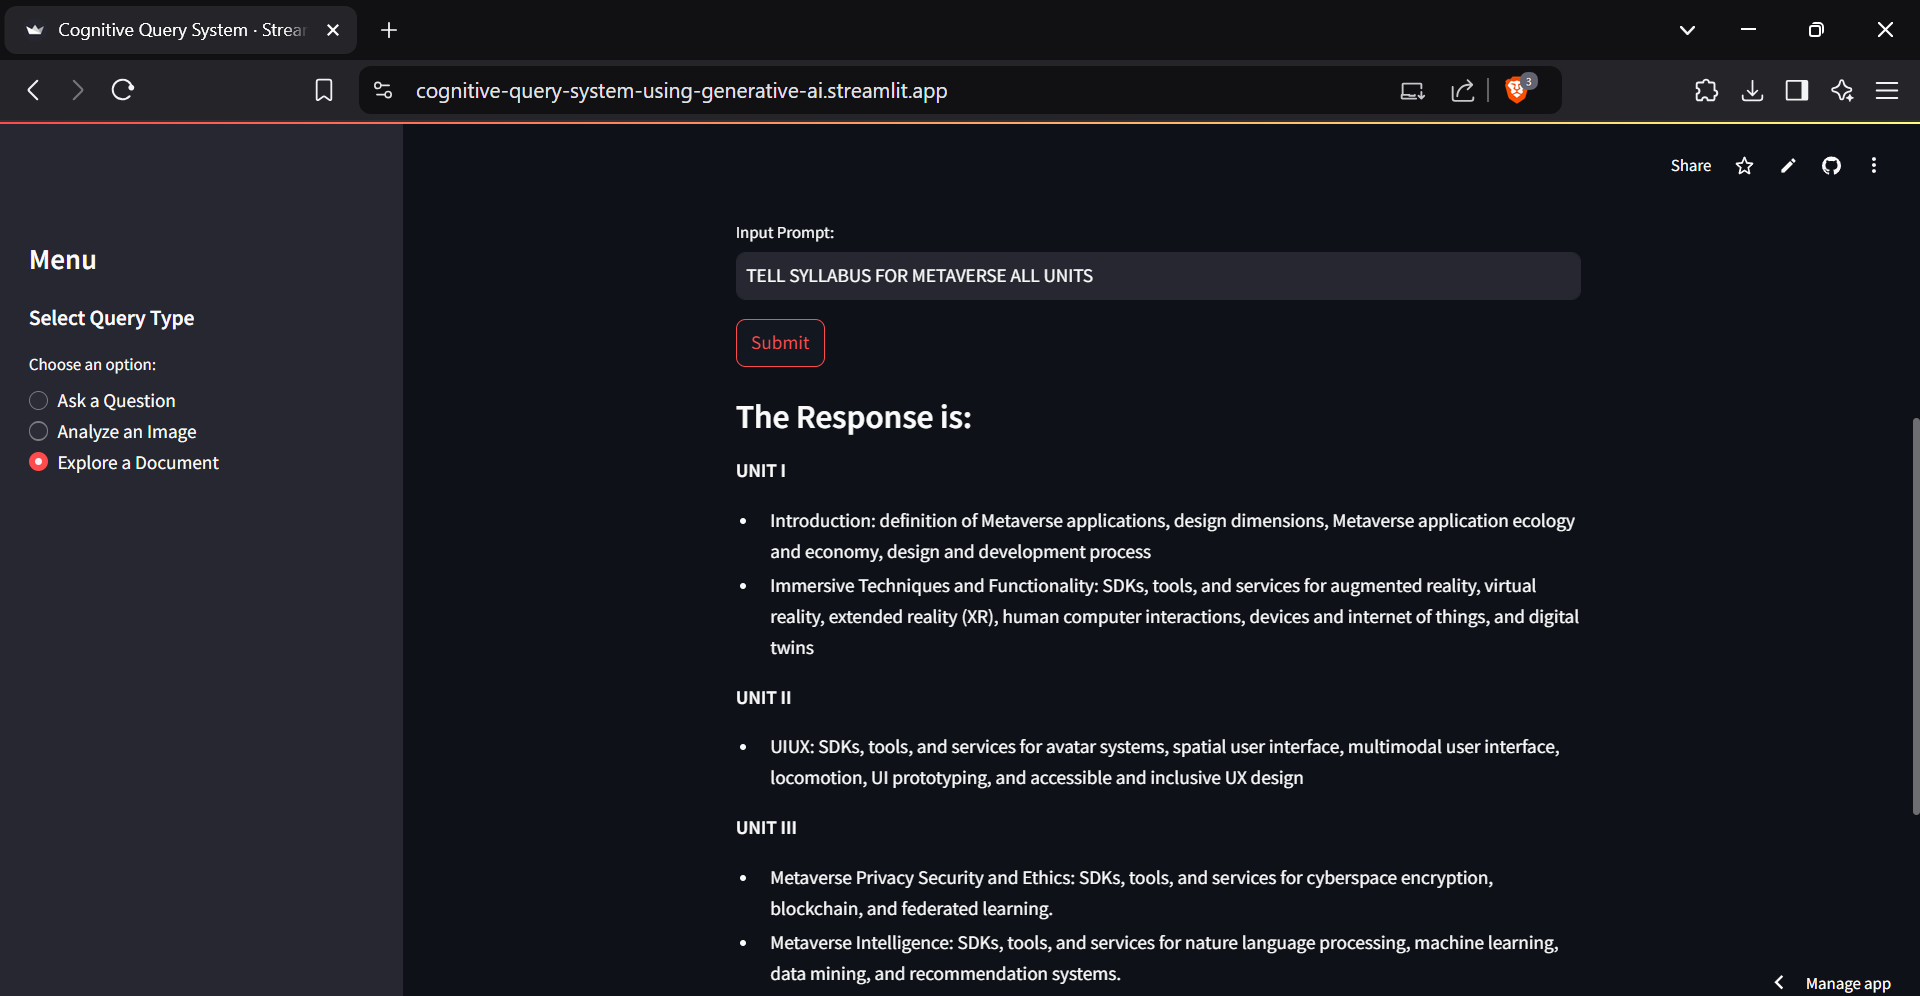 Cognitive Query System · Strea
cognitive-query-system-using-generative-ai.streamlit.app
3
Share
Menu
Select Query Type
Choose an option:
Ask a Question
Analyze an Image
Explore a Document
Input Prompt:
TELL SYLLABUS FOR METAVERSE ALL UNITS
Submit
The Response is:
UNIT I
• Introduction: definition of Metaverse applications, design dimensions, Metaverse application ecology
and economy, design and development process
• Immersive Techniques and Functionality: SDKs, tools, and services for augmented reality, virtual
reality, extended reality (XR), human computer interactions, devices and internet of things, and digital
twins
UNIT II
• UIUX: SDKs, tools, and services for avatar systems, spatial user interface, multimodal user interface,
locomotion, UI prototyping, and accessible and inclusive UX design
UNIT III
• Metaverse Privacy Security and Ethics: SDKs, tools, and services for cyberspace encryption,
blockchain, and federated learning.
• Metaverse Intelligence: SDKs, tools, and services for nature language processing, machine learning,
data mining, and recommendation systems.
Manage app